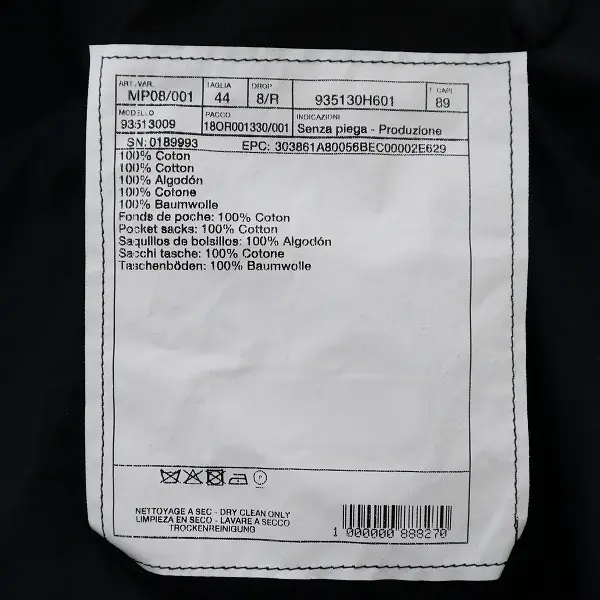 ART.-VAR. TAGLIA DROP T. CAPI
MP08/001 44 8/R 935130H601 89
MODELLO PACCO INDICAZIONI
93513009 18OR001330/001 Senza piega - Produzione
SN: 0189993 EPC: 303861A80056BEC00002E629
100% Coton
100% Cotton
100% Algodón
100% Cotone
100% Baumwolle
Fonds de poche: 100% Coton
Pocket sacks: 100% Cotton
Saquillos de bolsillos: 100% Algodón
Sacchi tasche: 100% Cotone
Taschenböden: 100% Baumwolle
P
NETTOYAGE A SEC - DRY CLEAN ONLY
LIMPIEZA EN SECO - LAVARE A SECCO
TROCKENREINIGUNG
1 000000 888270